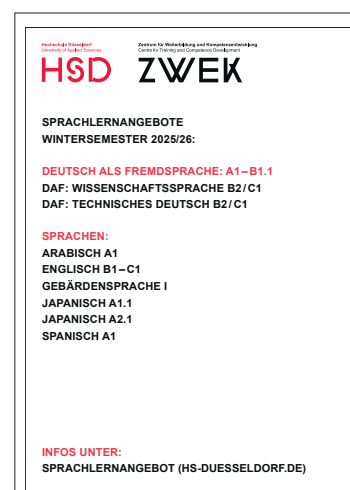 Hochschule Düsseldorf
University of Applied Sciences
HSD
Zentrum für Weiterbildung und Kompetenzentwicklung
Centre for Training and Competence Development
ZWEK
SPRACHLERNANGEBOTE
WINTERSEMESTER 2025/26:
DEUTSCH ALS FREMDSPRACHE: A1–B1.1
DAF: WISSENSCHAFTSSPRACHE B2/C1
DAF: TECHNISCHES DEUTSCH B2/C1
SPRACHEN:
ARABISCH A1
ENGLISCH B1–C1
GEBÄRDENSPRACHE I
JAPANISCH A1.1
JAPANISCH A2.1
SPANISCH A1
INFOS UNTER:
SPRACHLERNANGEBOT (HS-DUESSELDORF.DE)